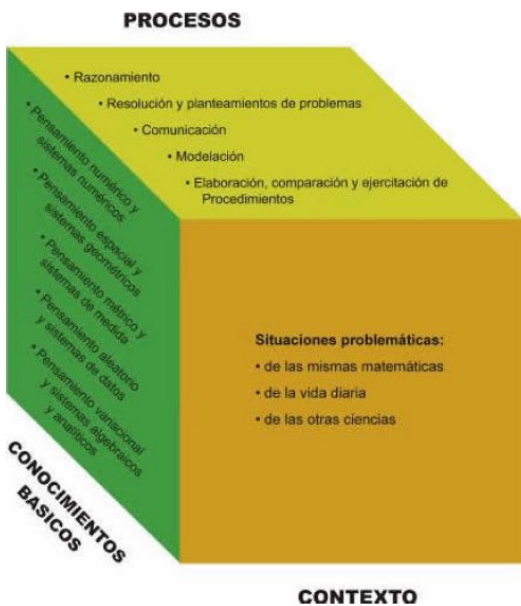 PROCESOS
• Razonamiento
• Resolución y planteamientos de problemas
• Comunicación
• Modelación
• Elaboración, comparación y ejercitación de
Procedimientos
• Pensamiento numérico y
sistemas numéricos
• Pensamiento espacial y
sistemas geométricos
• Pensamiento métrico y
sistemas de medida
• Pensamiento aleatorio
y sistemas de datos
• Pensamiento variacional
y sistemas algebraicos
y analíticos
Situaciones problemáticas:
• de las mismas matemáticas
• de la vida diaria
• de las otras ciencias
CONOCIMIENTOS
BASICOS
CONTEXTO